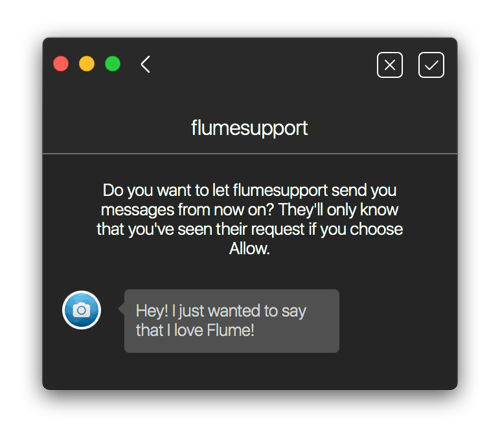 flumesupport
Do you want to let flumesupport send you
messages from now on? They'll only know
that you've seen their request if you choose
Allow.
Hey! I just wanted to say
that I love Flume!